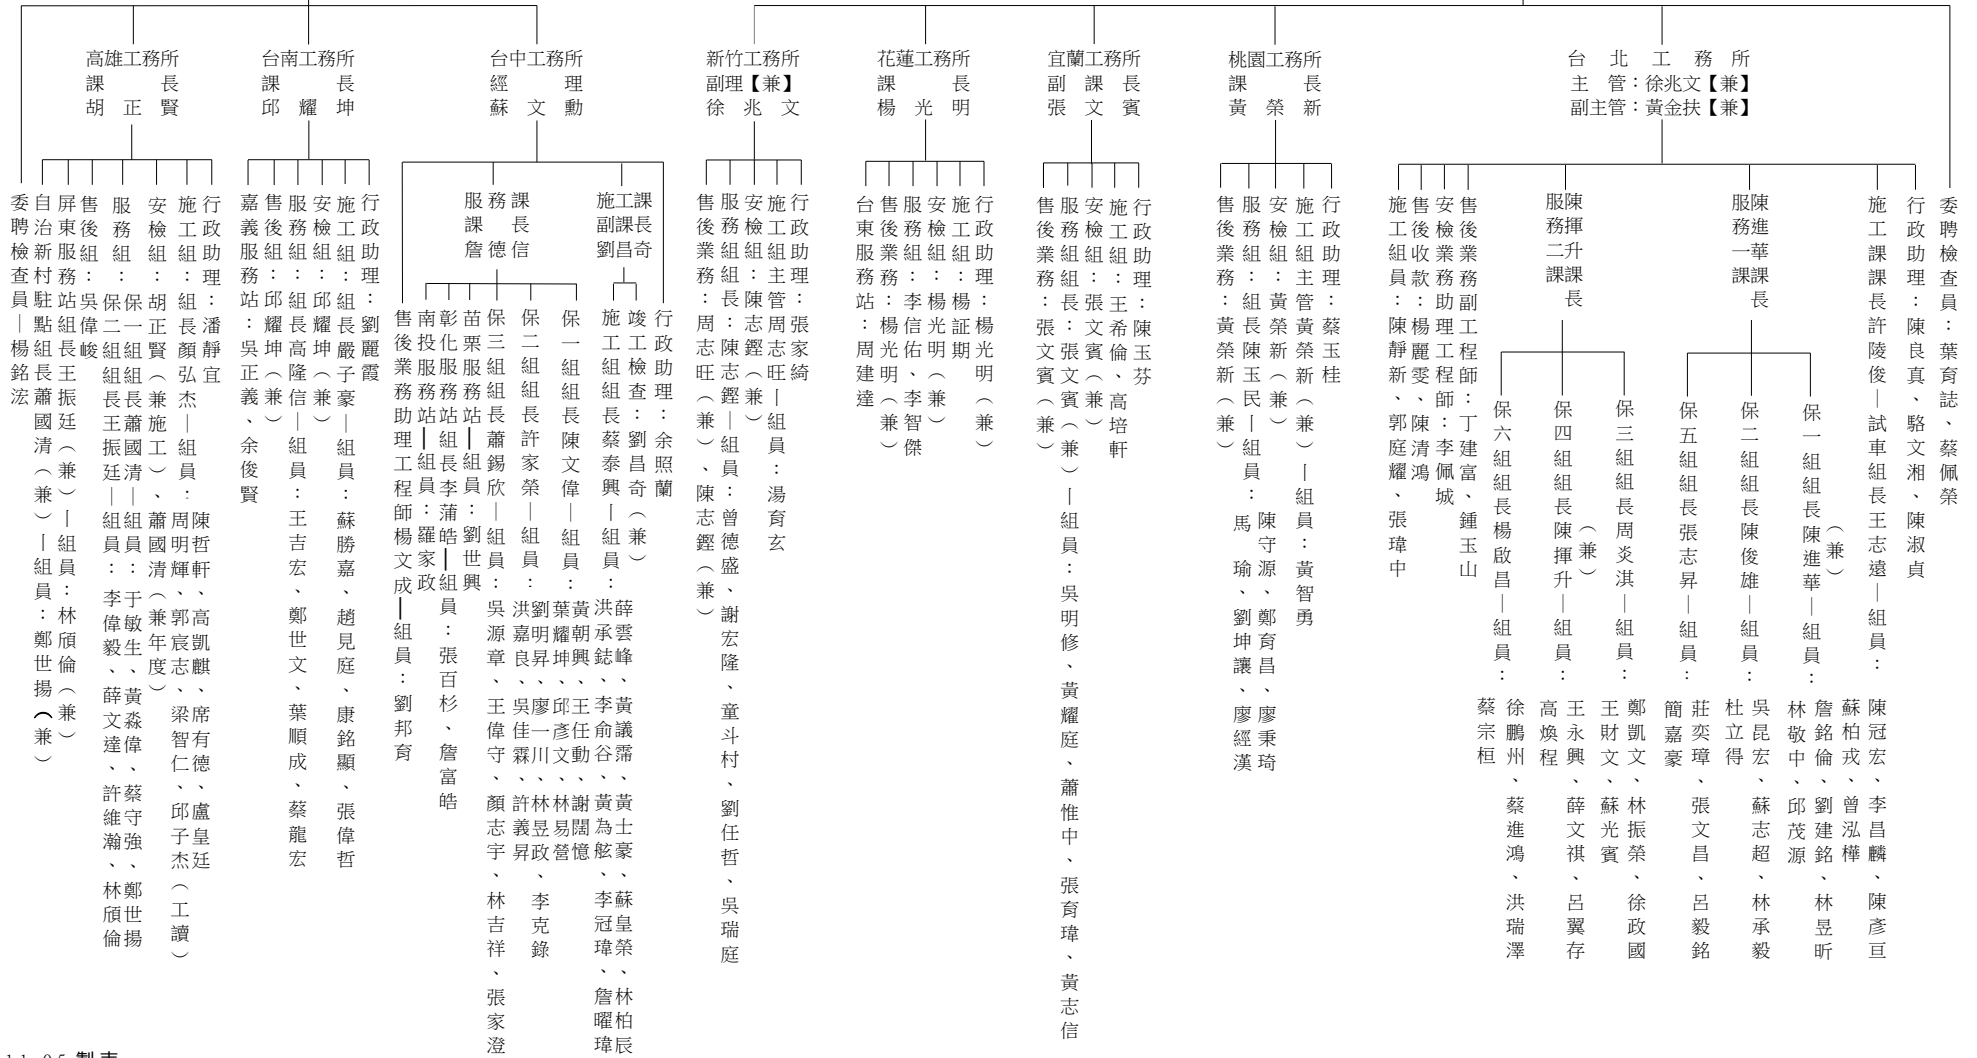 高雄工務所
課長
胡正賢
台南工務所
課長
邱耀坤
台中工務所
經理
蘇文勳
新竹工務所
副理【兼】
徐兆文
花蓮工務所
課長
楊光明
宜蘭工務所
副課長
張文賓
桃園工務所
課長
黃榮新
台北工務所
主管：徐兆文【兼】
副主管：黃金扶【兼】
委聘檢查員：葉育誌、蔡佩榮
行政助理：陳良真、駱文湘、陳淑貞
施工課課長許陵俊—試車組長王志遠—組員：
陳冠宏、李昌麟、陳彥亘
蘇柏戎、曾泓樺
陳進華課長
服務一課
保一組組長陳進華—組員：
（兼）
詹銘倫、劉建銘、林昱昕
林敬中、邱茂源
保二組組長陳俊雄—組員：
吳昆宏、蘇志超、林承毅
杜立得
保五組組長張志昇—組員：
莊奕璋、張文昌、呂毅銘
簡嘉豪
陳揮升課長
服務二課
保三組組長周炎淇—組員：
鄭凱文、林振榮、徐政國
王財文、蘇光賓
保四組組長陳揮升—組員：
（兼）
王永興、薛文祺、呂翼存
高煥程
保六組組長楊啟昌—組員：
徐鵬州、蔡進鴻、洪瑞澤
蔡宗桓
售後業務副工程師：丁建富、鍾玉山
安檢業務助理工程師：李佩城
售後收款：楊麗雯、陳清鴻
施工組員：陳靜新、郭庭耀、張瑋中
行政助理：蔡玉桂
施工組主管黃榮新（兼）—組員：黃智勇
安檢組：黃榮新（兼）
服務組：組長陳玉民—組員：
陳守源、鄭育昌、廖秉琦
馬瑜、劉坤讓、廖經漢
售後業務：黃榮新（兼）
行政助理：陳玉芬
施工組：王希倫、高培軒
安檢組：張文賓（兼）
服務組組長：張文賓（兼）—組員：吳明修、黃耀庭、蕭惟中、張育瑋、黃志信
售後業務：張文賓（兼）
行政助理：楊光明（兼）
施工組：楊証期
安檢組：楊光明（兼）
服務組：李信佑、李智傑
售後業務：楊光明（兼）
台東服務站：周建達
行政助理：張家綺
施工組主管周志旺—組員：湯育玄
安檢組：陳志鏗（兼）
服務組組長：陳志鏗—組員：曾德盛、謝宏隆、童斗村、劉任哲、吳瑞庭
售後業務：周志旺（兼）、陳志鏗（兼）
行政助理：余照蘭
施工課
副課長
劉昌奇
竣工檢查：劉昌奇（兼）
施工組組長蔡泰興—組員：
薛雲峰、黃議霈、黃士豪、蘇皇榮、林柏辰
洪承鋕、李俞谷、黃為舷、李冠瑋、詹曜瑋
服務課
課長
詹德信
保一組組長陳文偉—組員：
黃朝興、王任動、謝闊憶
葉耀坤、邱彥文、林易營
保二組組長許家榮—組員：
劉明昇、廖一川、林昱政、李克錄
洪嘉良、吳佳霖、許義昇
保三組組長蕭錫欣—組員：吳源章、王偉守、顏志宇、林吉祥、張家澄
苗栗服務站—組員：劉世興
彰化服務站組長李蒲皓—組員：張百杉、詹富皓
南投服務站—組員：羅家政
售後業務助理工程師楊文成—組員：劉邦育
行政助理：劉麗霞
施工組：組長嚴子豪—組員：蘇勝嘉、趙見庭、康銘顯、張偉哲
安檢組：邱耀坤（兼）
服務組：組長高隆信—組員：王吉宏、鄭世文、葉順成、蔡龍宏
售後組：邱耀坤（兼）
嘉義服務站：吳正義、余俊賢
行政助理：潘靜宜
施工組：組長顏弘杰—組員：
陳哲軒、高凱麒、席有德、盧皇廷
周明輝、郭宸志、梁智仁、邱子杰（工讀）
安檢組：胡正賢（兼施工）、蕭國清（兼年度）
服務組：
保一組組長蕭國清—組員：于敏生、黃淼偉、蔡守強、鄭世揚
保二組組長王振廷—組員：李偉毅、薛文達、許維瀚、林頎倫
售後組：吳偉峻
屏東服務站組長王振廷（兼）—組員：林頎倫（兼）
自治新村駐點組長蕭國清（兼）—組員：鄭世揚（兼）
委聘檢查員—楊銘浤